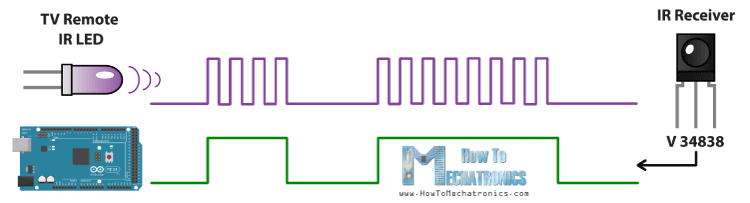 TV Remote
IR LED
IR Receiver
V 34838
How To
MECHATRONICS
www.HowToMechatronics.com